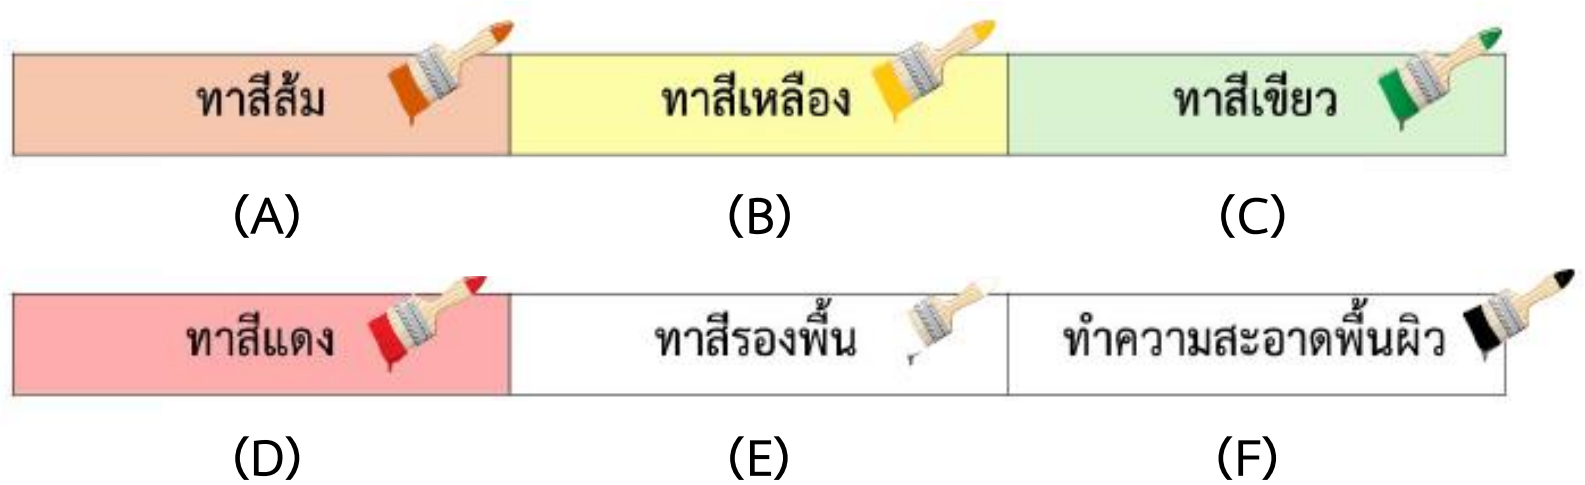 ทาสีส้ม ทาสีเหลือง ทาสีเขียว
(A) (B) (C)
ทาสีแดง ทาสีรองพื้น ทำความสะอาดพื้นผิว
(D) (E) (F)